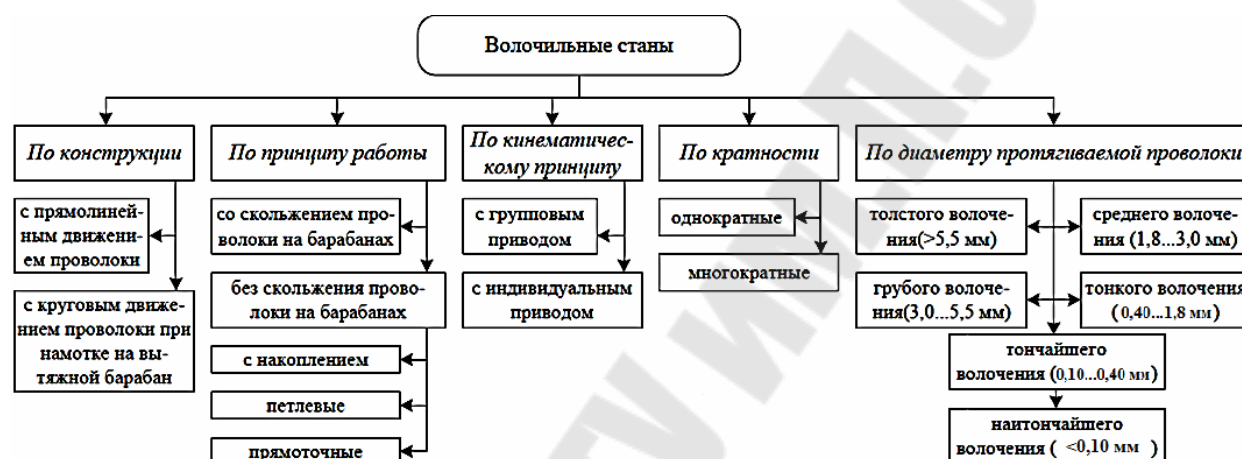 Волочильные станы
По конструкции
с прямолиней-
ным движени-
ем проволоки
с круговым движе-
нием проволоки при
намотке на вы-
тяжной барабан
По принципу работы
со скольжением про-
волоки на барабанах
без скольжения прово-
локи на барабанах
с накоплением
петлевые
прямоточные
По кинематичес-
кому принципу
с групповым
приводом
с индивидуальным
приводом
По кратности
однократные
многократные
По диаметру протягиваемой проволоки
толстого волоче-
ния(>5,5 мм)
среднего волоче-
ния (1,8...3,0 мм)
грубого волоче-
ния(3,0...5,5 мм)
тонкого волочения
(0,40...1,8 мм)
тончайшего
волочения (0,10...0,40 мм)
наитончайшего
волочения ( <0,10 мм )